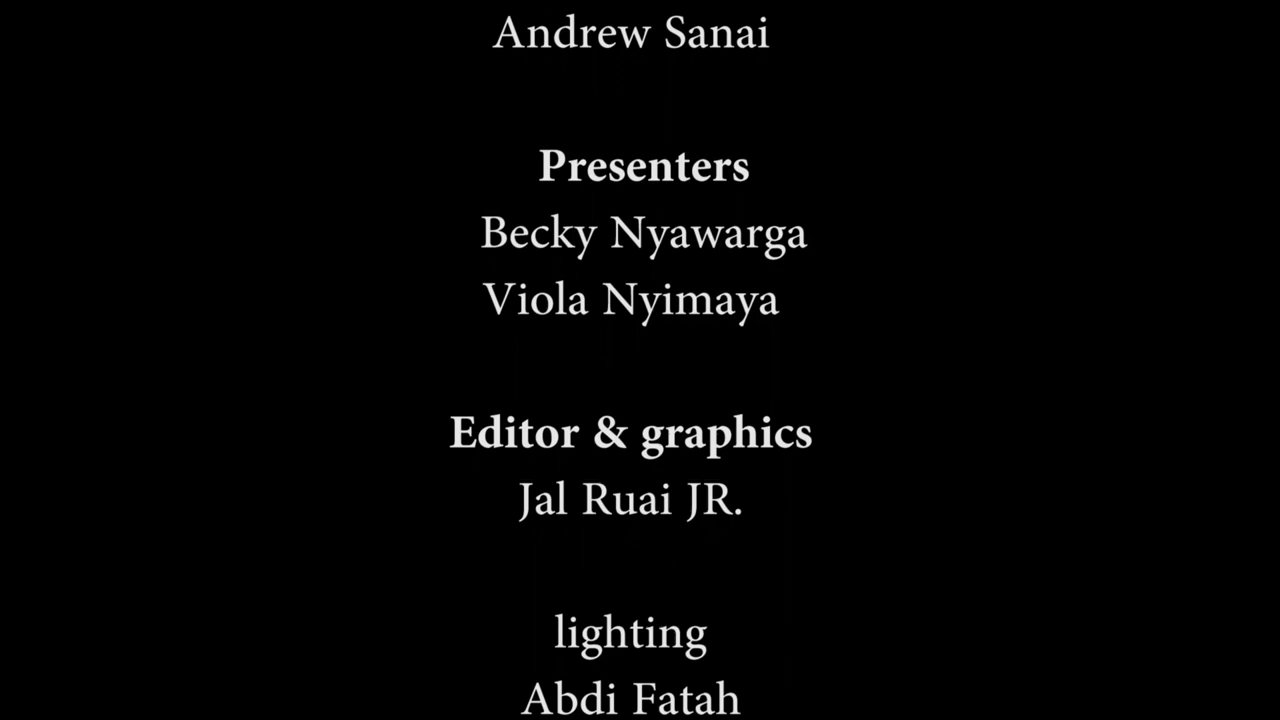 Andrew Sanai
Presenters
Becky Nyawarga
Viola Nyimaya
Editor & graphics
Jal Ruai JR.
lighting
Abdi Fatah